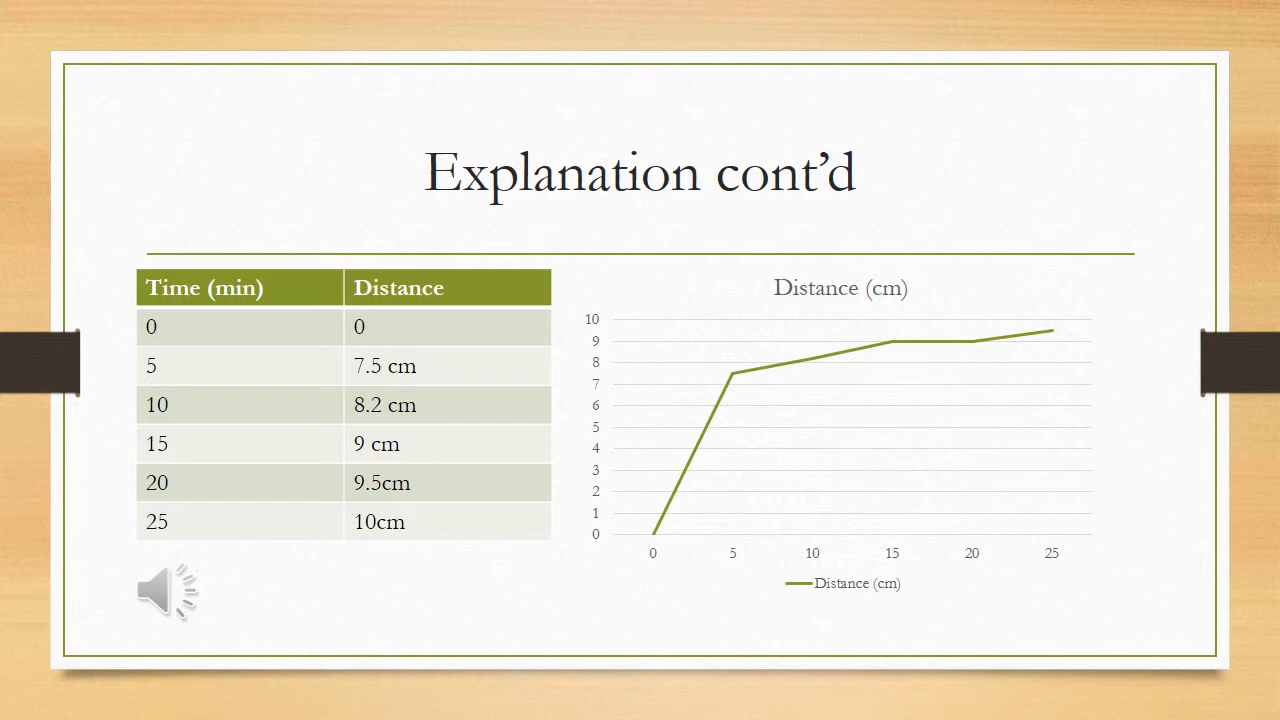 Explanation cont’d
Time (min) Distance
0 0
5 7.5 cm
10 8.2 cm
15 9 cm
20 9.5cm
25 10cm
Distance (cm)
10
9
8
7
6
5
4
3
2
1
0
0 5 10 15 20 25
Distance (cm)